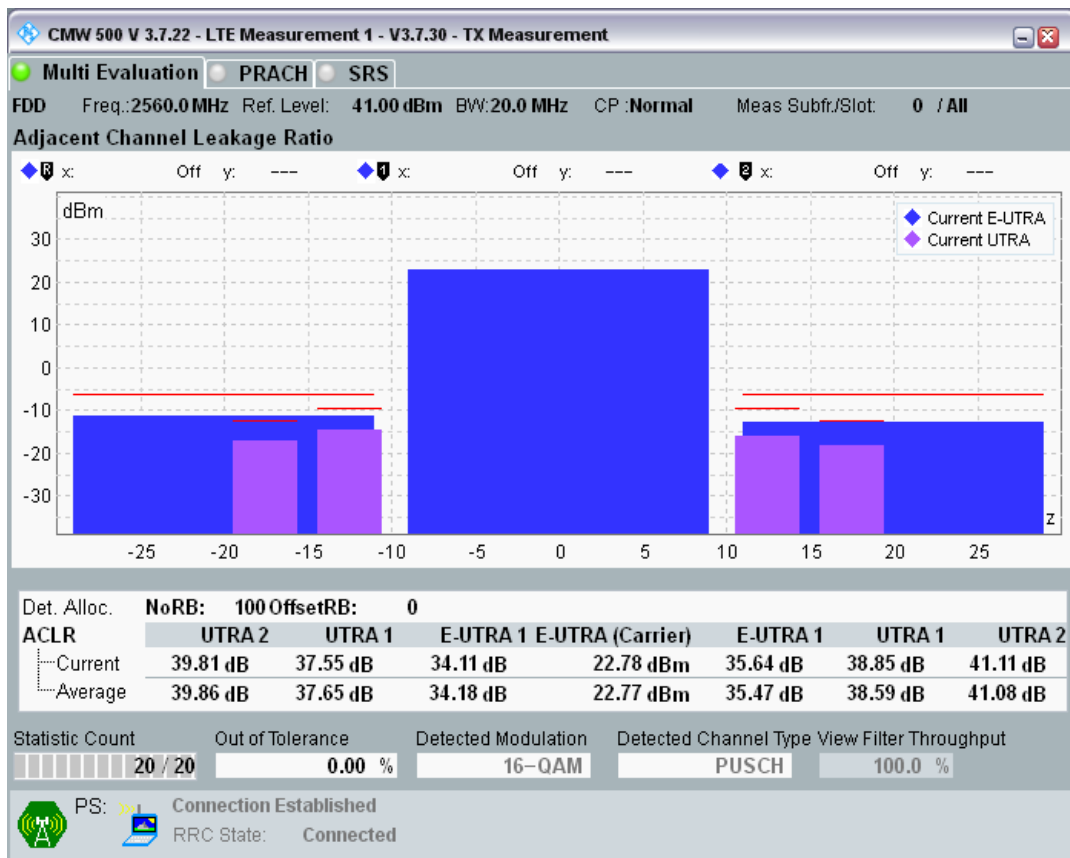 CMW 500 V 3.7.22 - LTE Measurement 1 - V3.7.30 - TX Measurement
Multi Evaluation PRACH SRS
FDD Freq.:2560.0 MHz Ref. Level: 41.00 dBm BW:20.0 MHz CP :Normal Meas Subfr./Slot: 0 / All
Adjacent Channel Leakage Ratio
R x: Off y: --- 1 x: Off y: --- 2 x: Off y: ---
dBm
Current E-UTRA
Current UTRA
30
20
10
0
-10
-20
-30
z
-25 -20 -15 -10 -5 0 5 10 15 20 25
Det. Alloc. NoRB: 100 OffsetRB: 0
ACLR UTRA 2 UTRA 1 E-UTRA 1 E-UTRA (Carrier) E-UTRA 1 UTRA 1 UTRA 2
Current 39.81 dB 37.55 dB 34.11 dB 22.78 dBm 35.64 dB 38.85 dB 41.11 dB
Average 39.86 dB 37.65 dB 34.18 dB 22.77 dBm 35.47 dB 38.59 dB 41.08 dB
Statistic Count Out of Tolerance Detected Modulation Detected Channel Type View Filter Throughput
20 / 20 0.00 % 16-QAM PUSCH 100.0 %
PS: Connection Established
RRC State: Connected